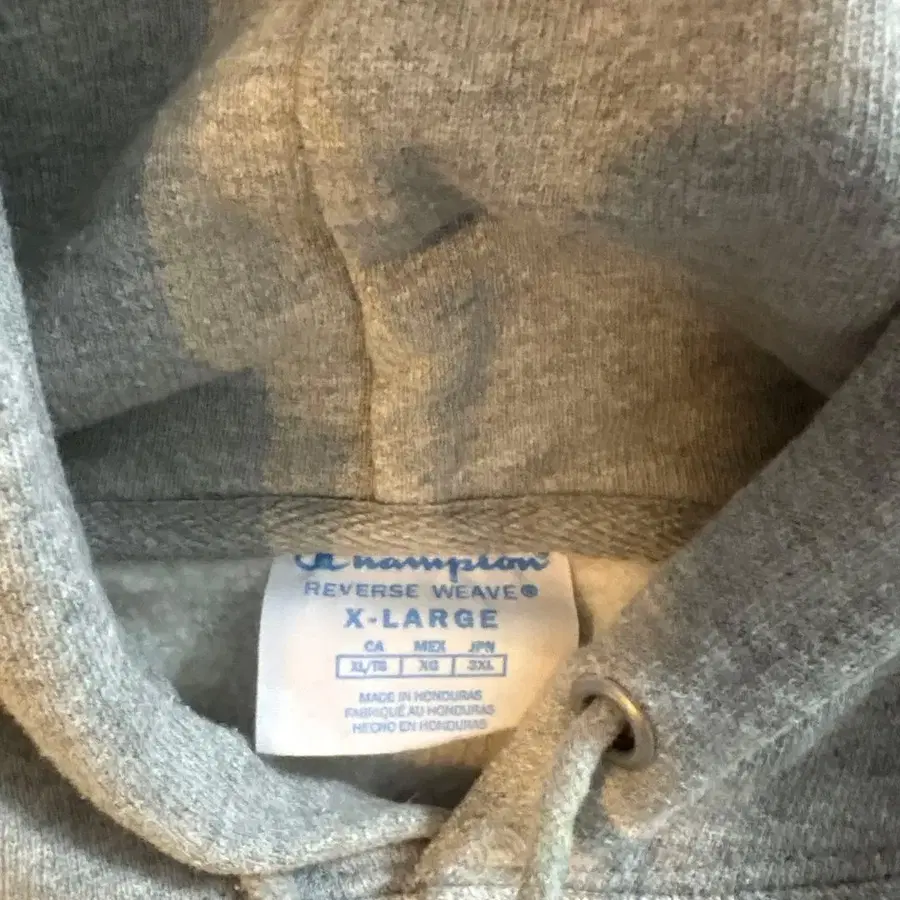 Champion
REVERSE WEAVE®
X-LARGE
CA MEX JPN
XL/TG XG 3XL
MADE IN HONDURAS
FABRIQUÉ AU HONDURAS
HECHO EN HONDURAS